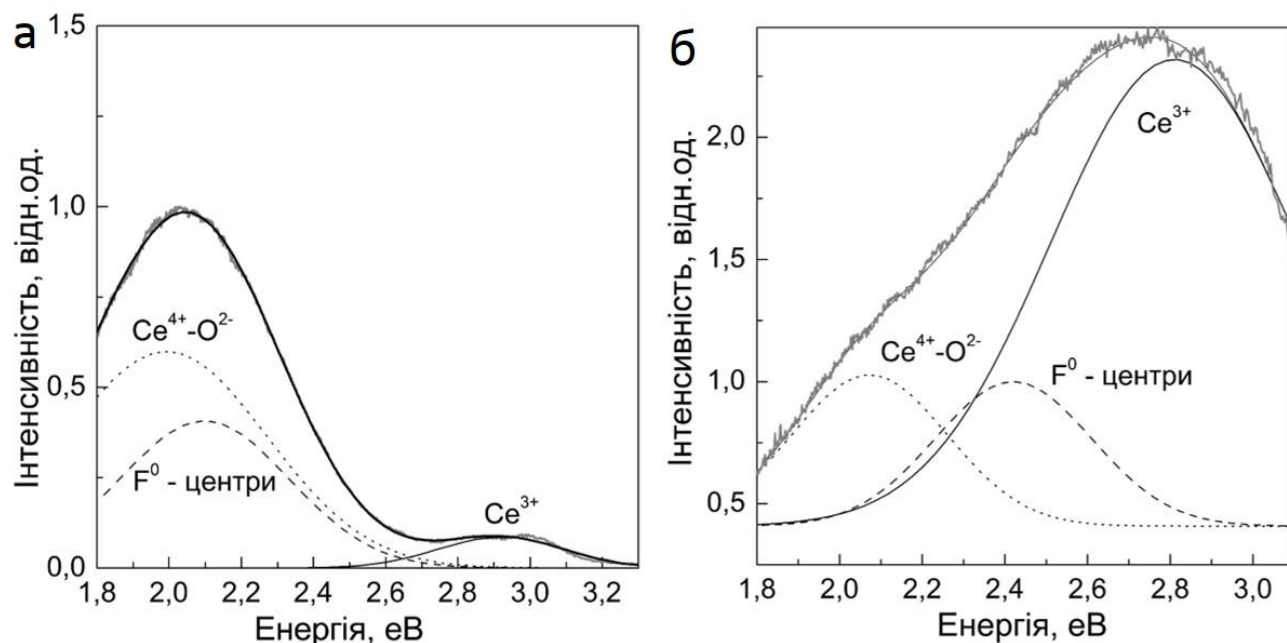 а
Інтенсивність, відн.од.
1,5
1,0
0,5
0,0
Ce⁴⁺-O²⁻
F⁰ - центри
Ce³⁺
1,8 2,0 2,2 2,4 2,6 2,8 3,0 3,2
Енергія, еВ
б
Інтенсивність, відн.од.
2,0
1,5
1,0
0,5
Ce³⁺
Ce⁴⁺-O²⁻
F⁰ - центри
1,8 2,0 2,2 2,4 2,6 2,8 3,0
Енергія, еВ